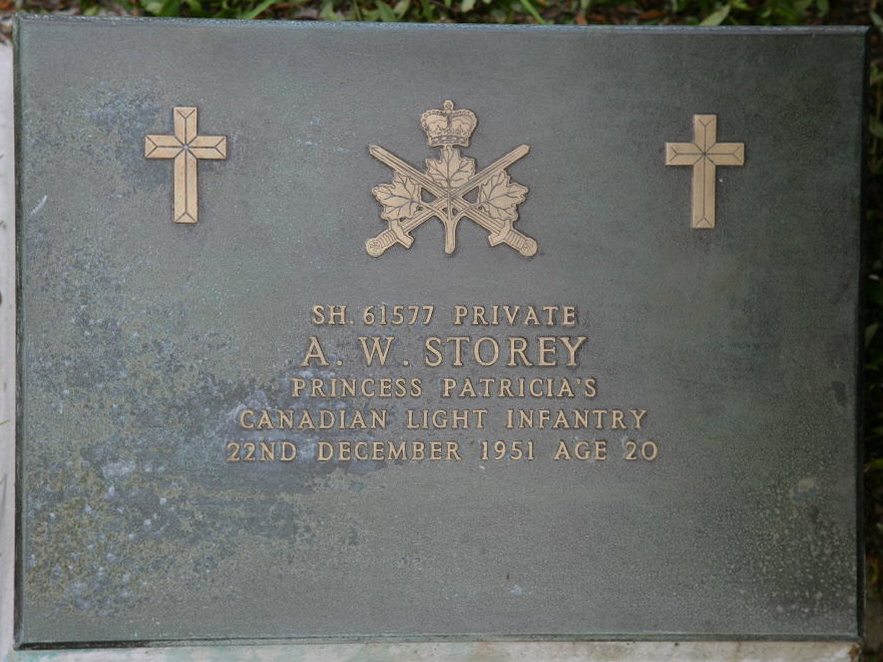 SH. 61577 PRIVATE
A. W. STOREY
PRINCESS PATRICIA'S
CANADIAN LIGHT INFANTRY
22ND DECEMBER 1951 AGE 20